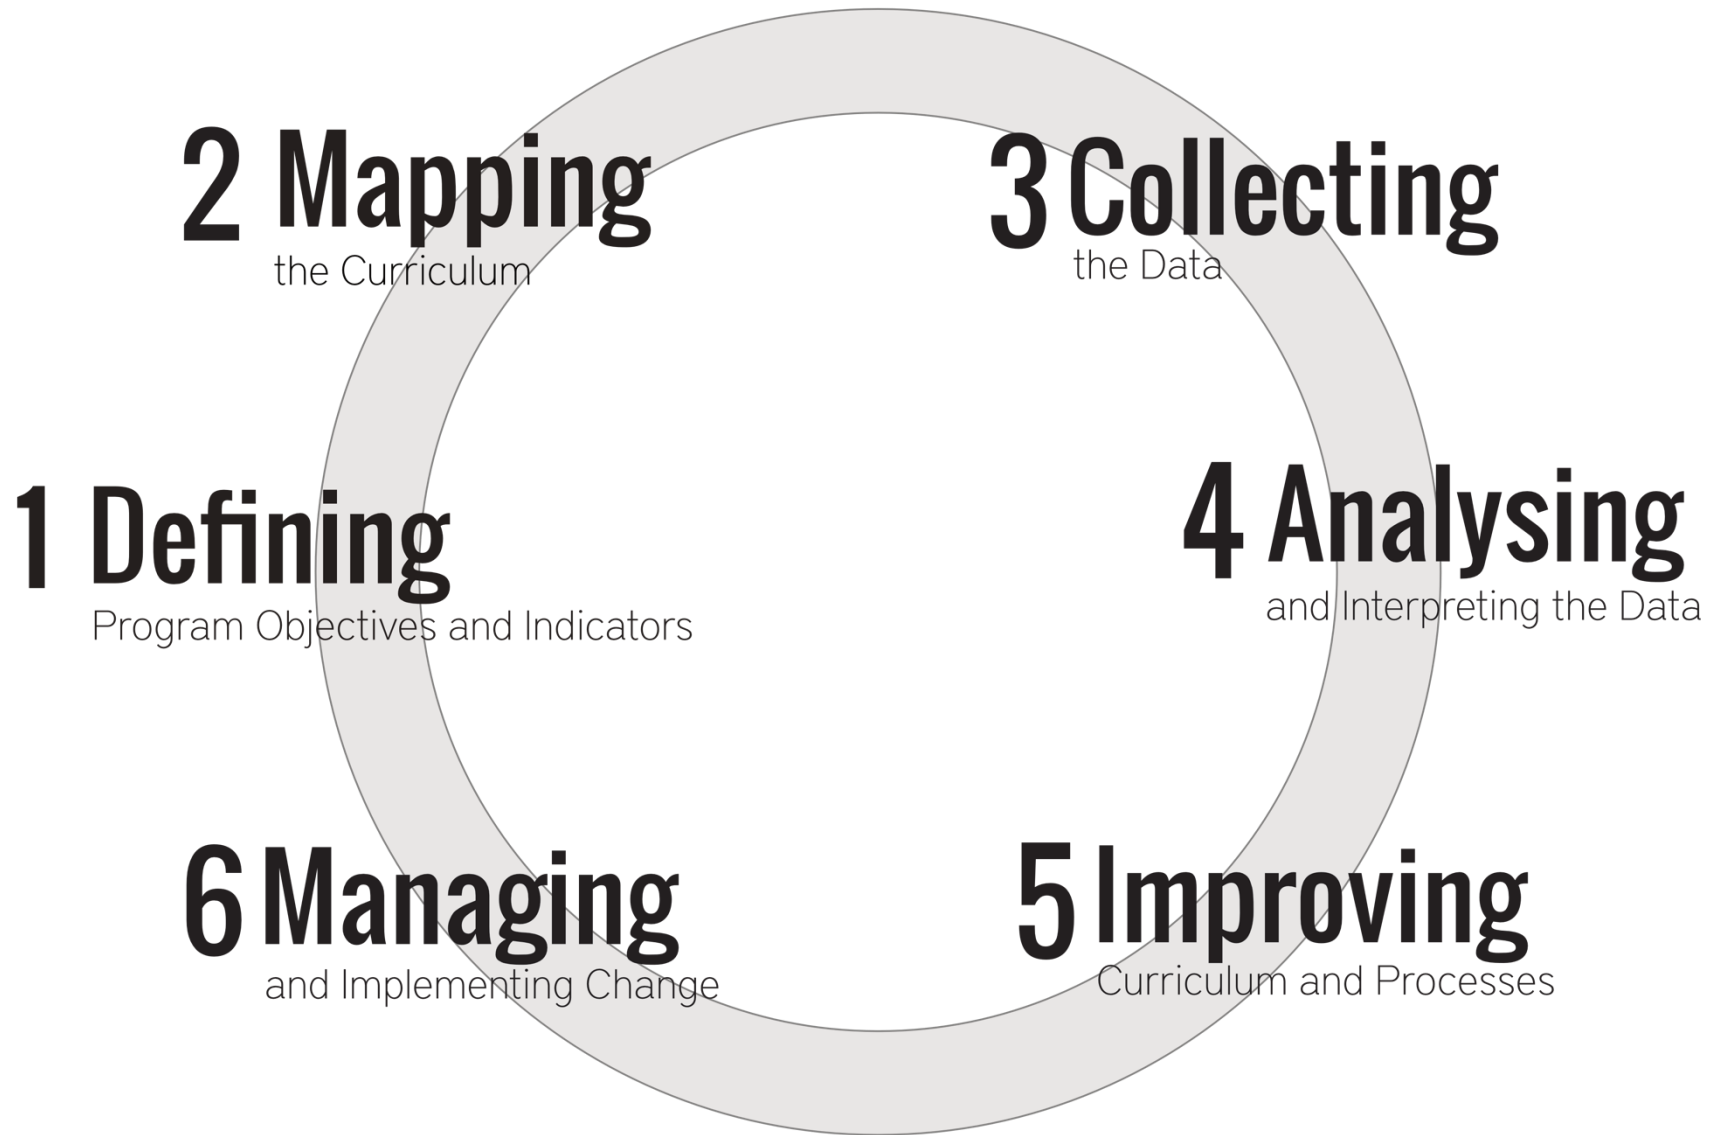 1 Defining
Program Objectives and Indicators
2 Mapping
the Curriculum
3 Collecting
the Data
4 Analysing
and Interpreting the Data
5 Improving
Curriculum and Processes
6 Managing
and Implementing Change